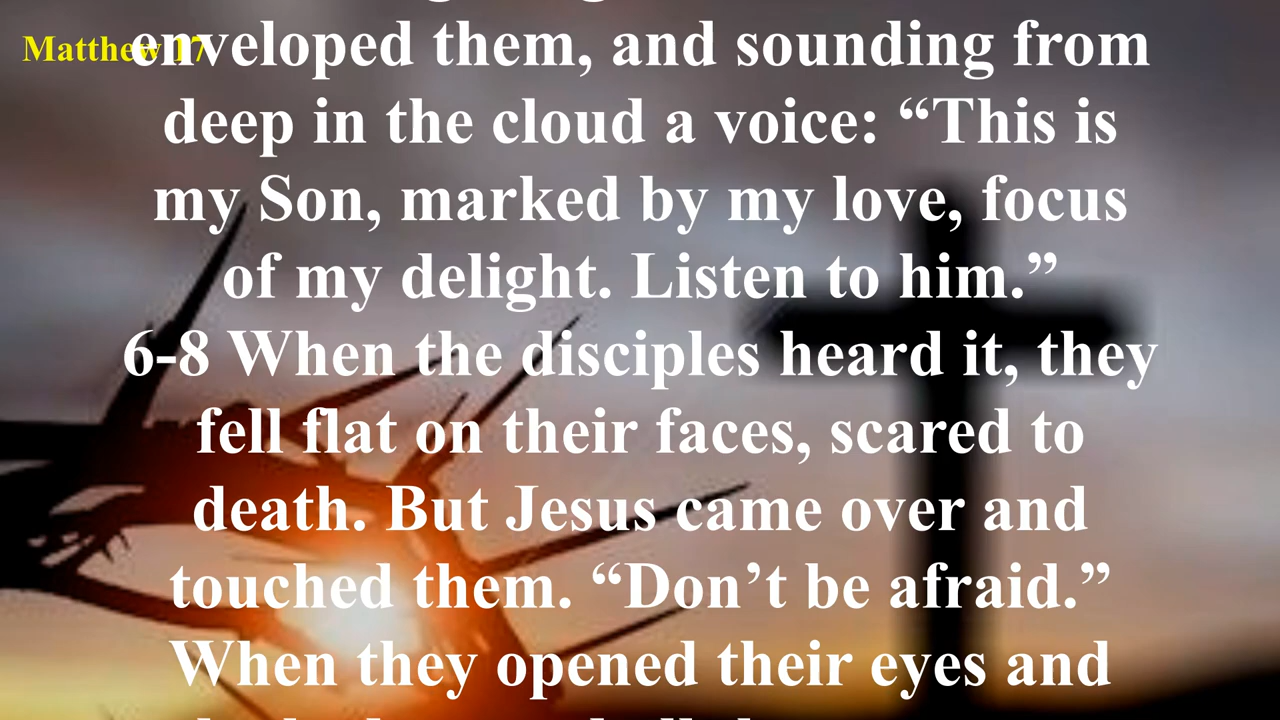 Matthew 17
enveloped them, and sounding from
deep in the cloud a voice: “This is
my Son, marked by my love, focus
of my delight. Listen to him.”
6-8 When the disciples heard it, they
fell flat on their faces, scared to
death. But Jesus came over and
touched them. “Don’t be afraid.”
When they opened their eyes and